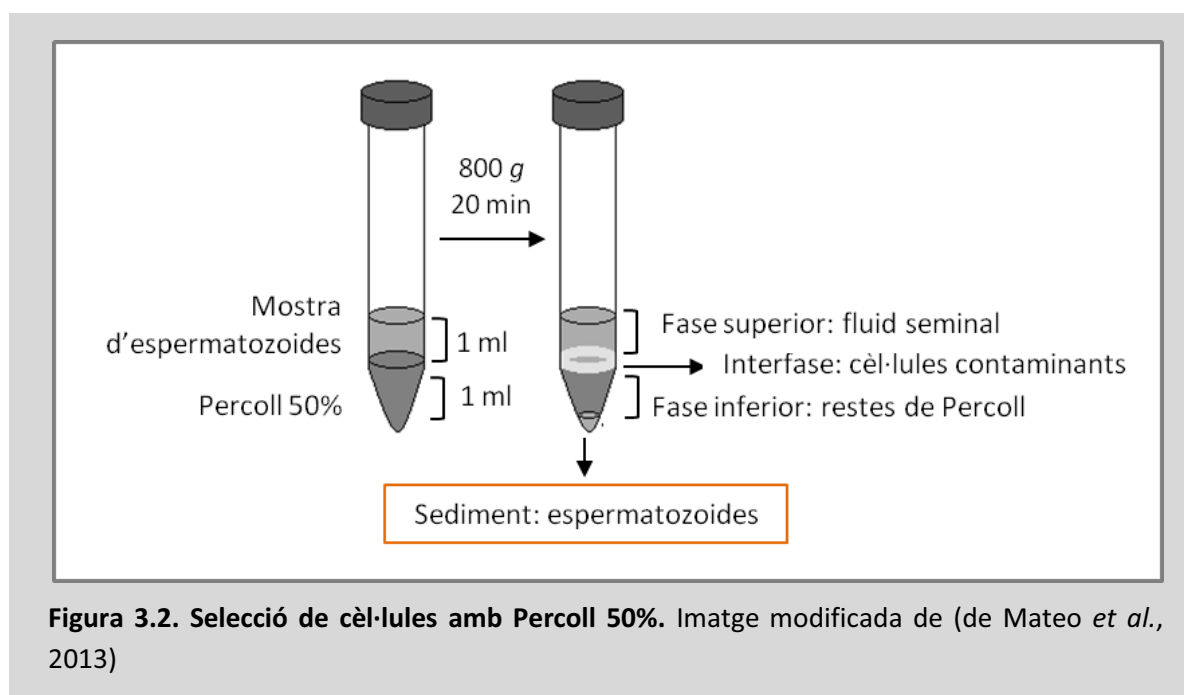 800 g
20 min
Mostra
d'espermatozoides
1 ml
Percoll 50%
1 ml
Fase superior: fluid seminal
Interfase: cèl·lules contaminants
Fase inferior: restes de Percoll
Sediment: espermatozoides
Figura 3.2. Selecció de cèl·lules amb Percoll 50%. Imatge modificada de (de Mateo et al.,
2013)